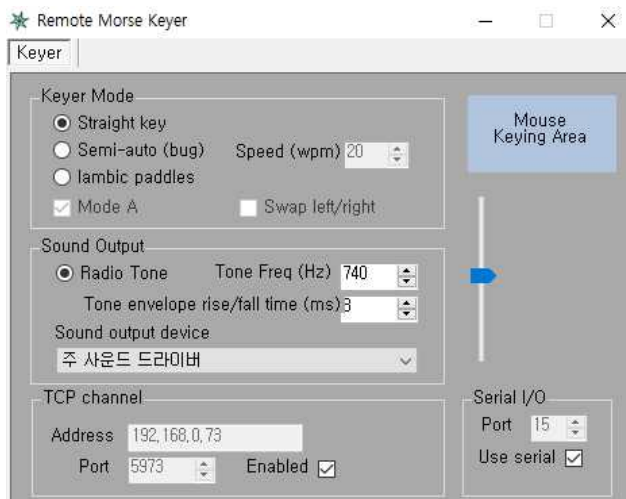 Remote Morse Keyer
Keyer
Keyer Mode
Straight key
Semi-auto (bug) Speed (wpm) 20
Iambic paddles
Mode A Swap left/right
Mouse
Keying Area
Sound Output
Radio Tone Tone Freq (Hz) 740
Tone envelope rise/fall time (ms)
Sound output device
주 사운드 드라이버
TCP channel
Address 192,168,0,73
Port 5973 Enabled
Serial I/O
Port 15
Use serial